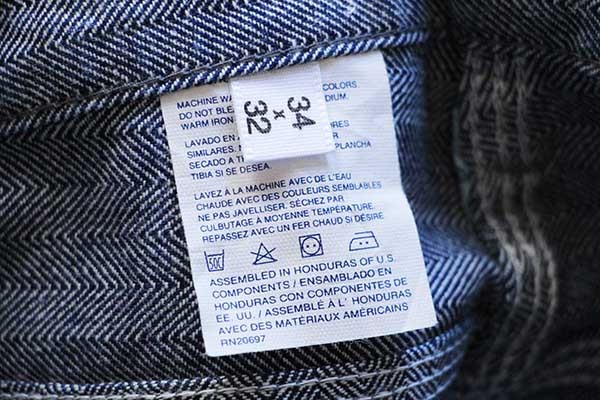 34
x
32
MACHINE WA COLORS.
DO NOT BLEA DIUM.
WARM IRON
LAVADO EN
SIMILARES. N
SECADO A T PLANCHA
TIBIA SI SE DESEA.
LAVEZ À LA MACHINE AVEC DE L'EAU
CHAUDE AVEC DES COULEURS SEMBLABLES
NE PAS JAVELLISER. SÉCHEZ PAR
CULBUTAGE À MOYENNE TEMPÉRATURE.
REPASSEZ AVEC UN FER CHAUD SI DÉSIRE
50C
ASSEMBLED IN HONDURAS OF U.S.
COMPONENTS / ENSAMBLADO EN
HONDURAS CON COMPONENTES DE
EE. UU. / ASSEMBLÉ À L' HONDURAS
AVEC DES MATÉRIAUX AMÉRICAINS
RN20697